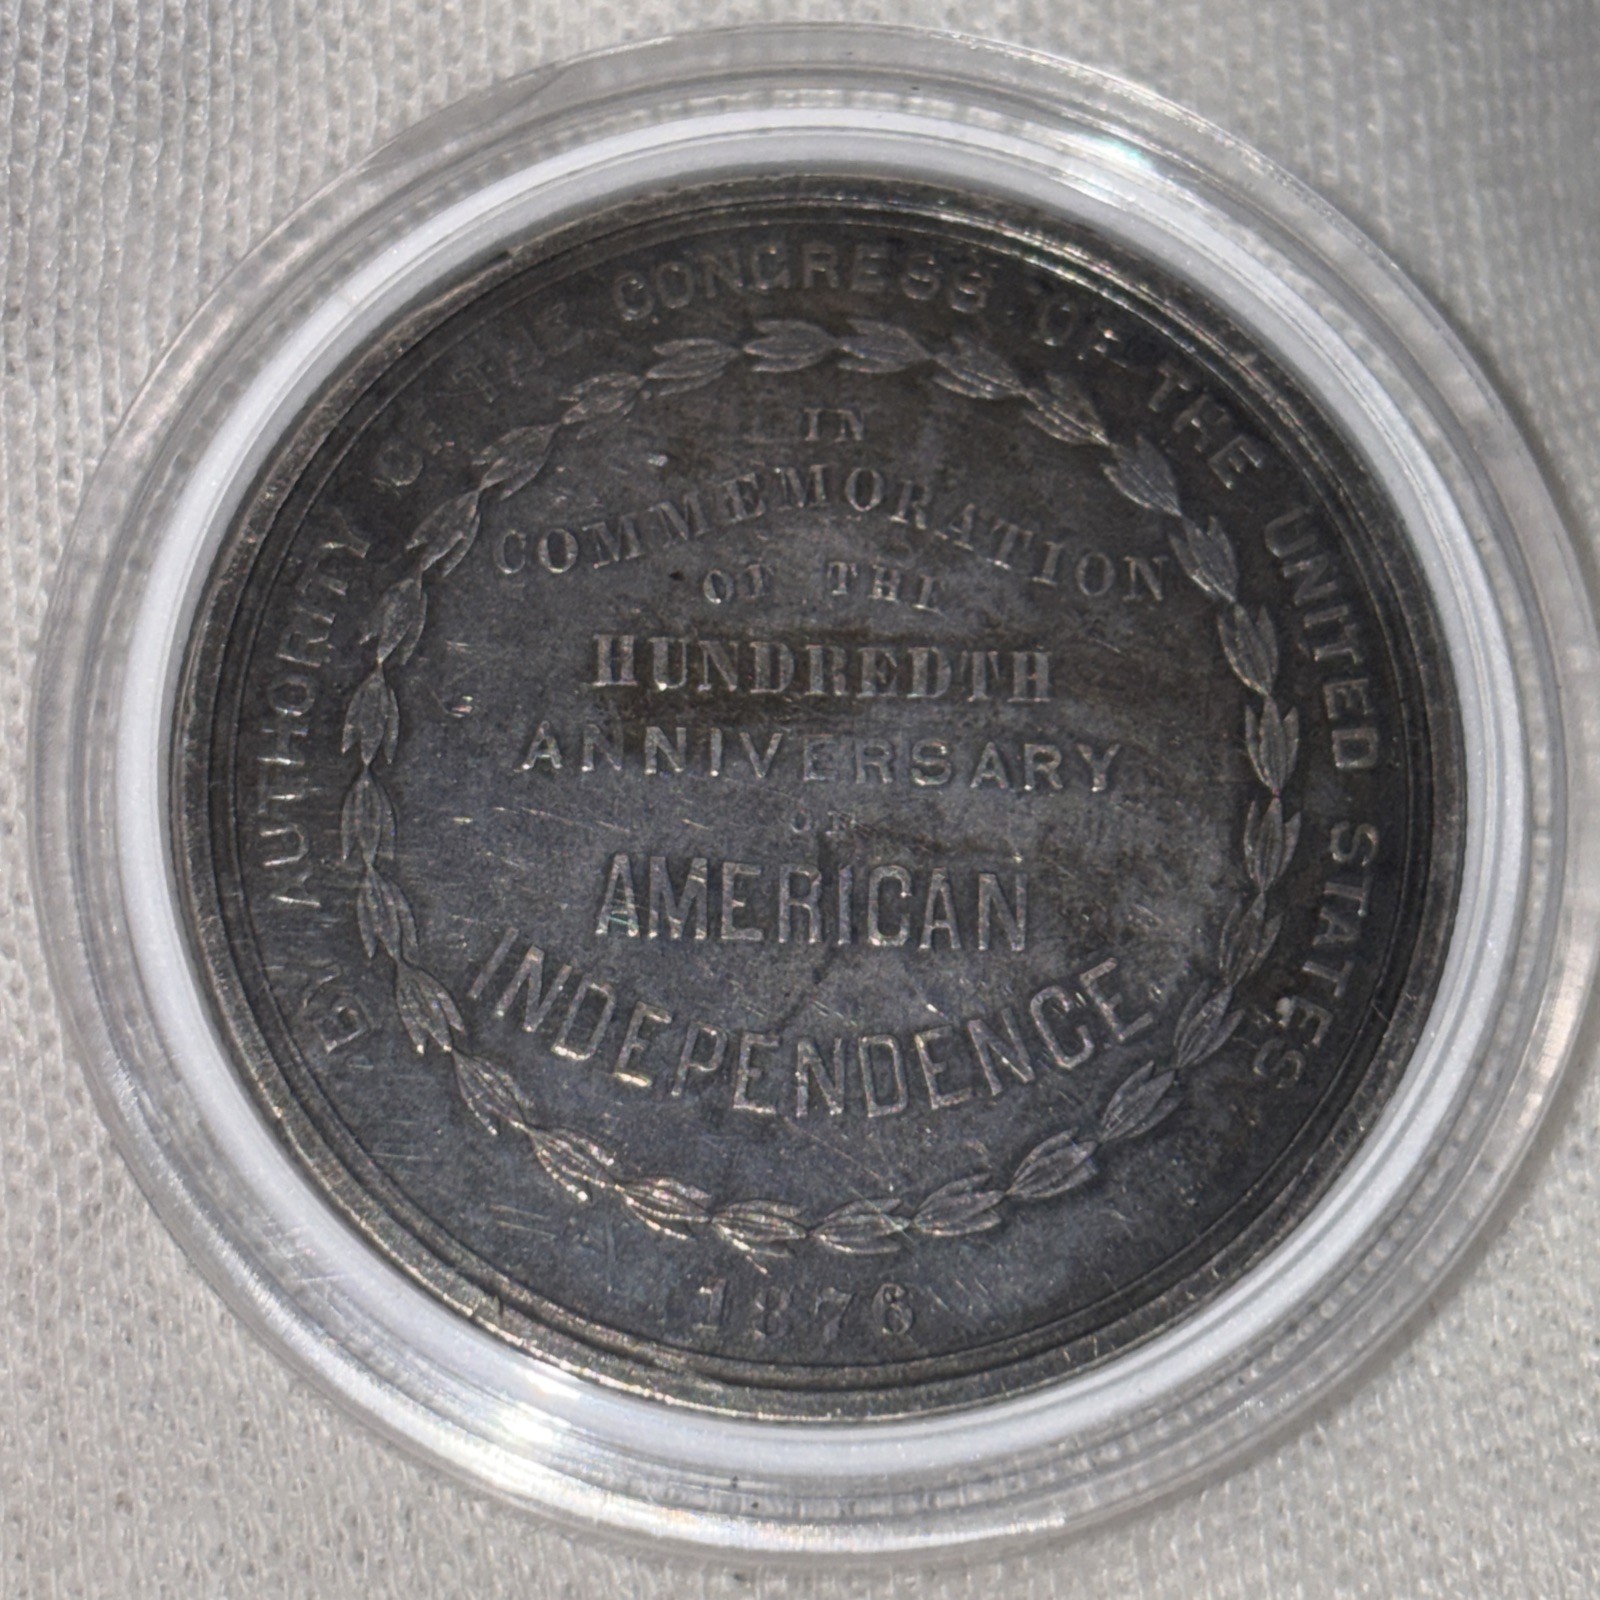 BY AUTHORITY OF THE CONGRESS OF THE UNITED STATES
IN
COMMEMORATION
OF THE
HUNDREDTH
ANNIVERSARY
OF
AMERICAN
INDEPENDENCE.
1876